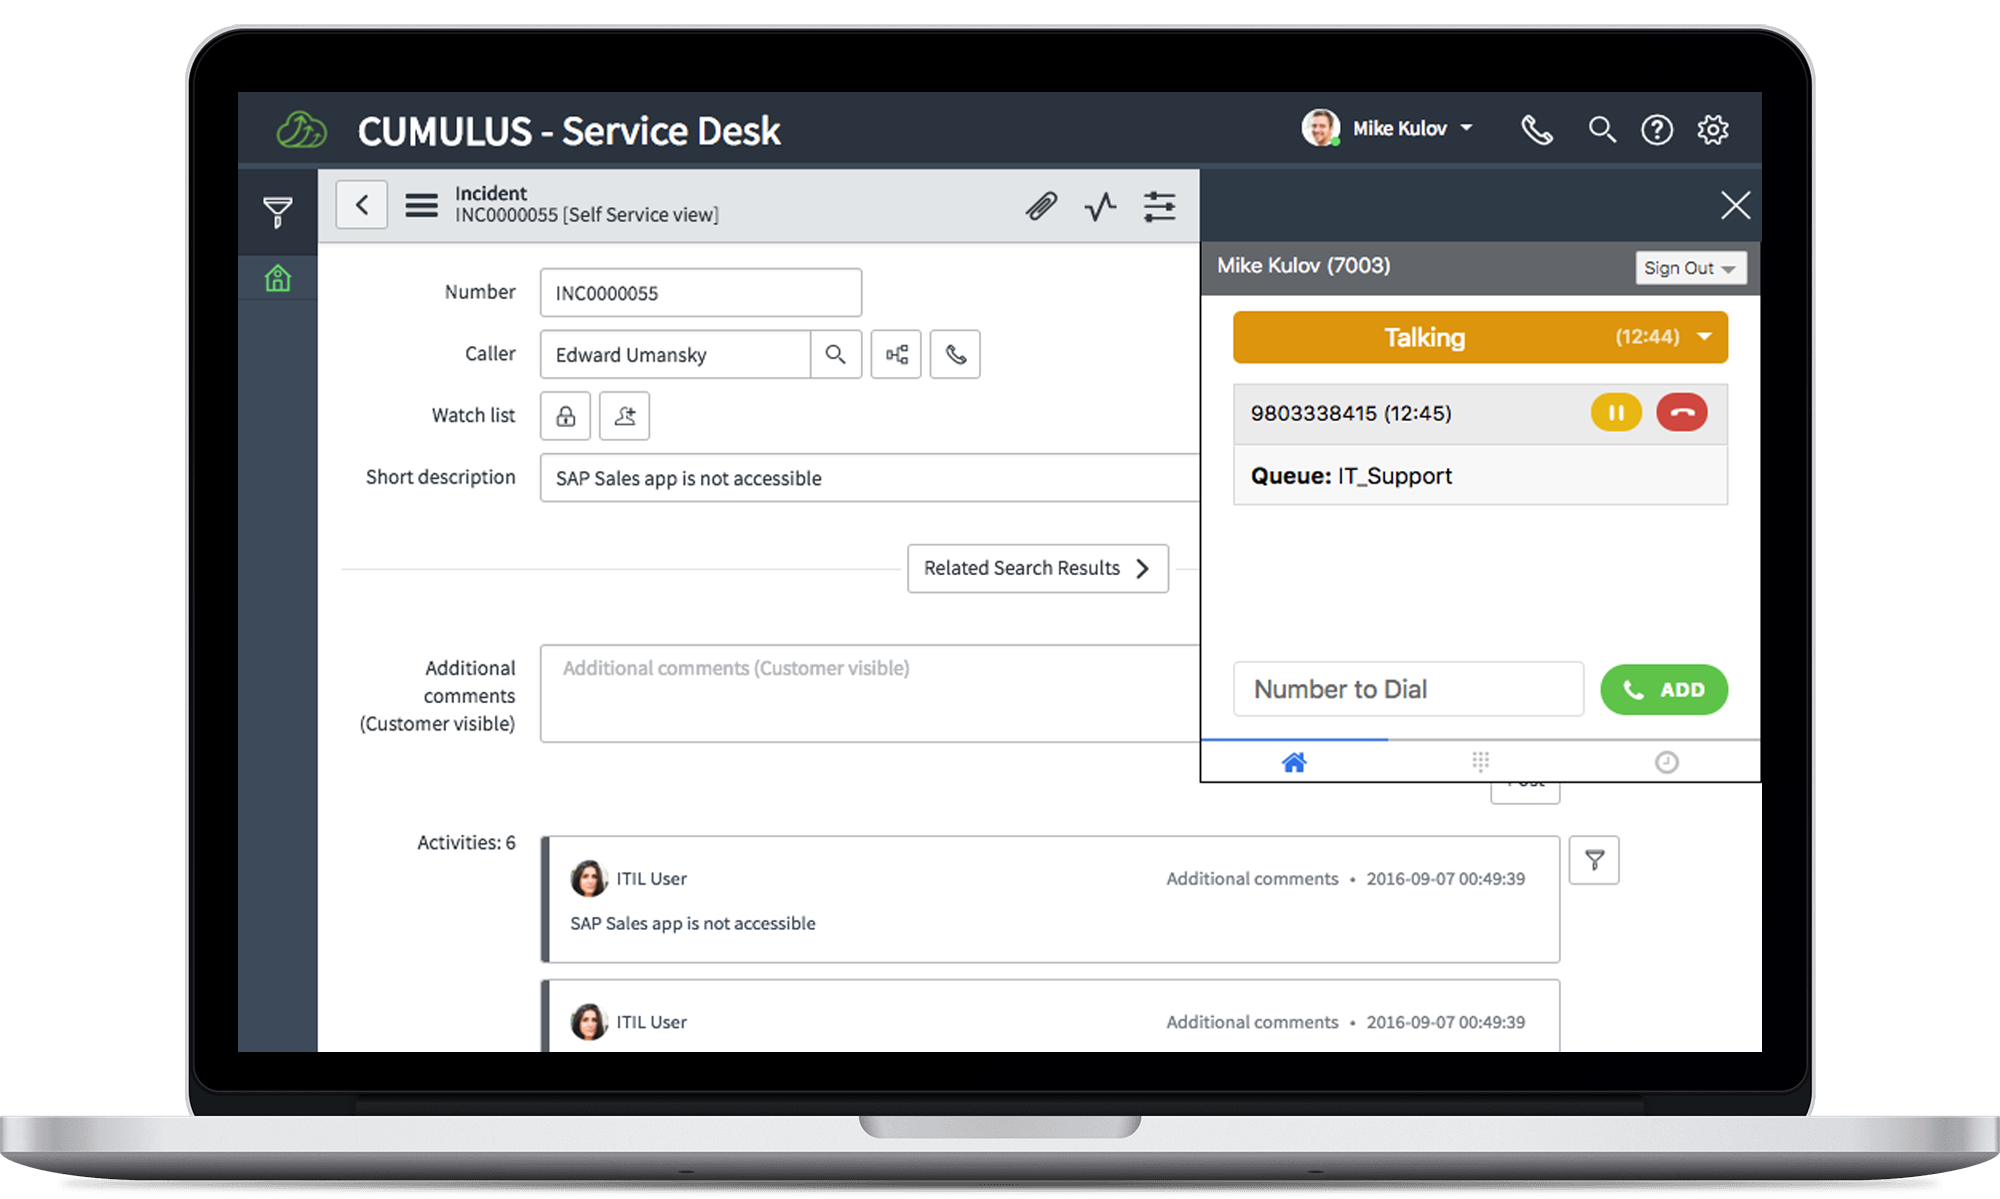 CUMULUS - Service Desk
Mike Kulov
Incident
INC0000055 [Self Service view]
Number
INC0000055
Caller
Edward Umansky
Watch list
Short description
SAP Sales app is not accessible
Related Search Results
Additional
comments
(Customer visible)
Additional comments (Customer visible)
Activities: 6
ITIL User
Additional comments • 2016-09-07 00:49:39
SAP Sales app is not accessible
ITIL User
Additional comments • 2016-09-07 00:49:39
Mike Kulov (7003)
Sign Out
Talking
(12:44)
9803338415 (12:45)
Queue: IT_Support
Number to Dial
ADD